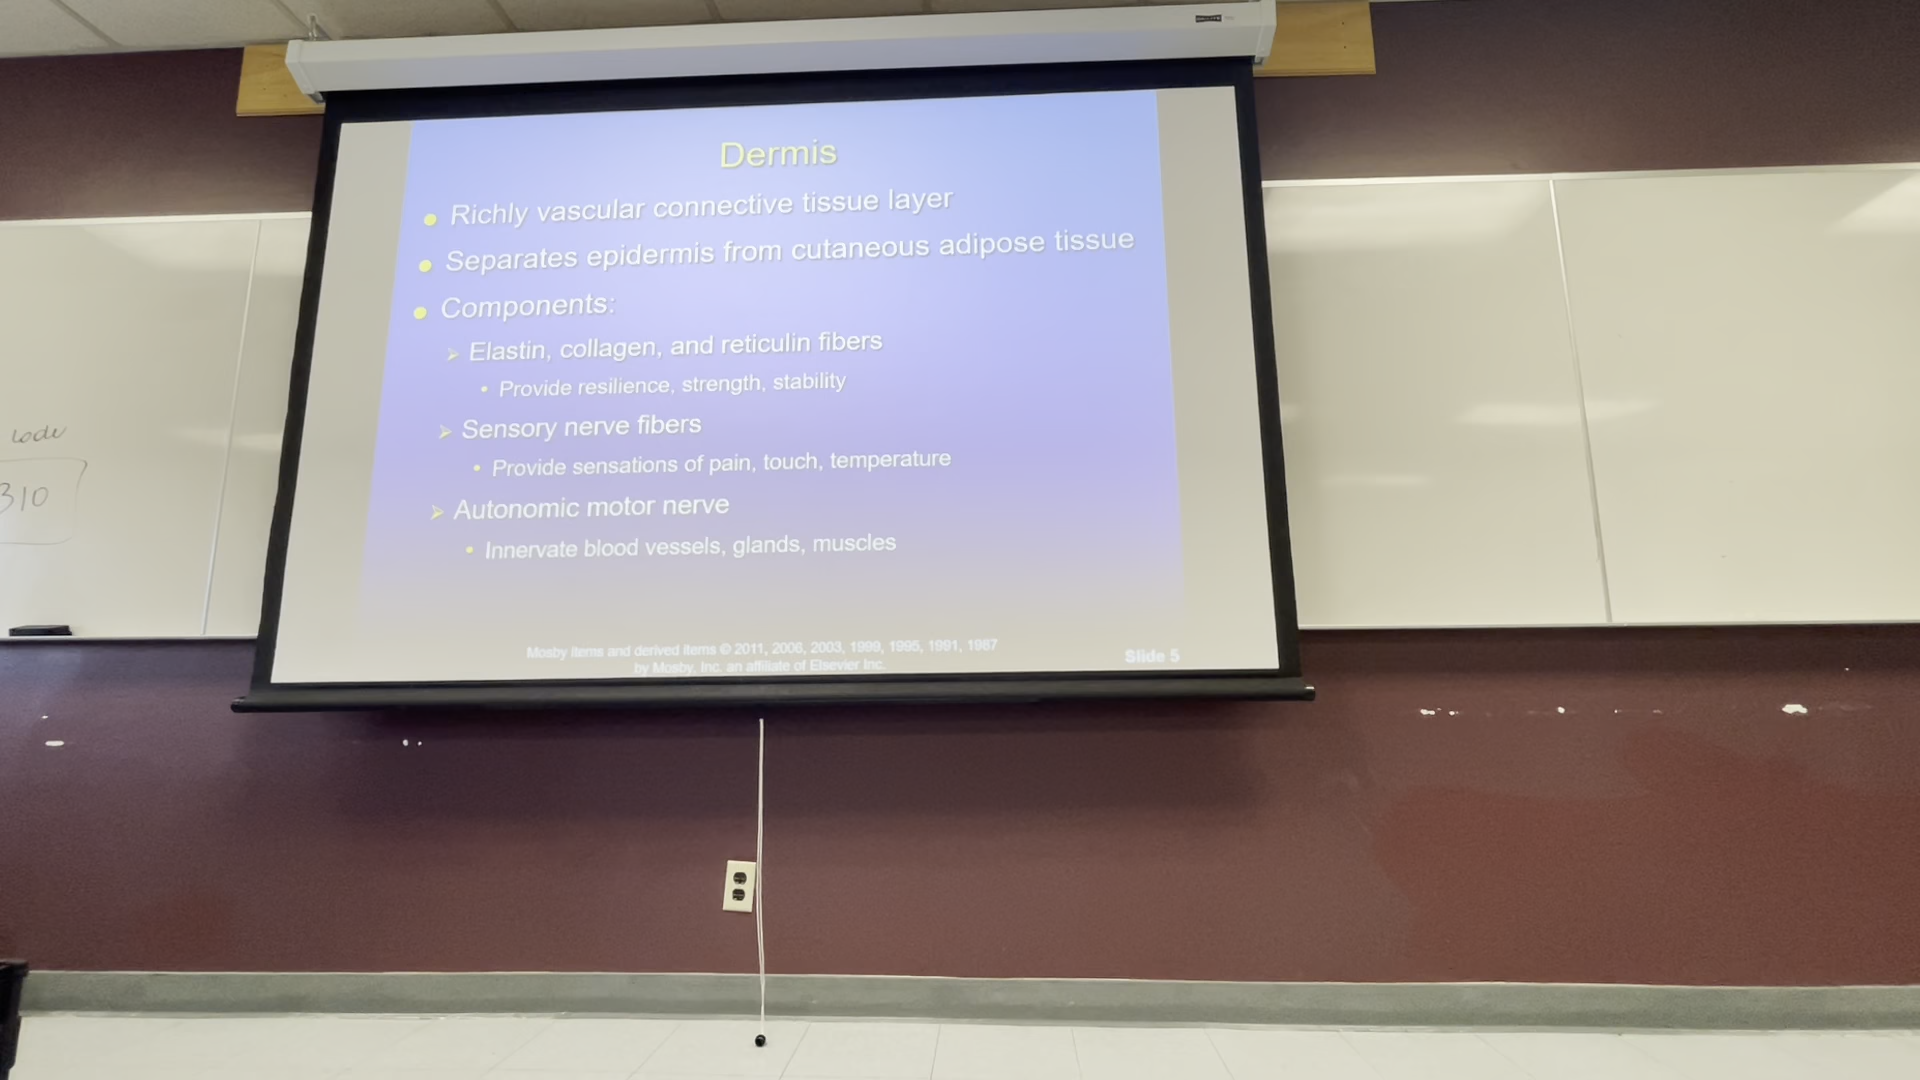 Dermis
Richly vascular connective tissue layer
Separates epidermis from cutaneous adipose tissue
Components:
Elastin, collagen, and reticulin fibers
Provide resilience, strength, stability
Sensory nerve fibers
Provide sensations of pain, touch, temperature
Autonomic motor nerve
Innervate blood vessels, glands, muscles
Mosby items and derived items © 2011, 2006, 2003, 1999, 1995, 1991, 1987
by Mosby, Inc. an affiliate of Elsevier Inc.
Slide 5
code
310